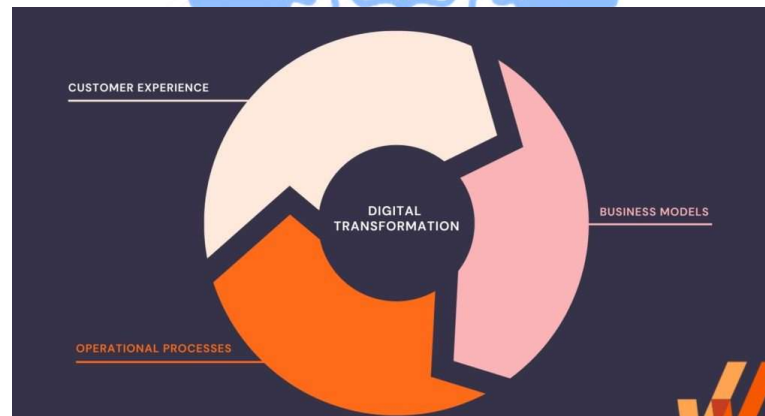 CUSTOMER EXPERIENCE
DIGITAL
TRANSFORMATION
BUSINESS MODELS
OPERATIONAL PROCESSES